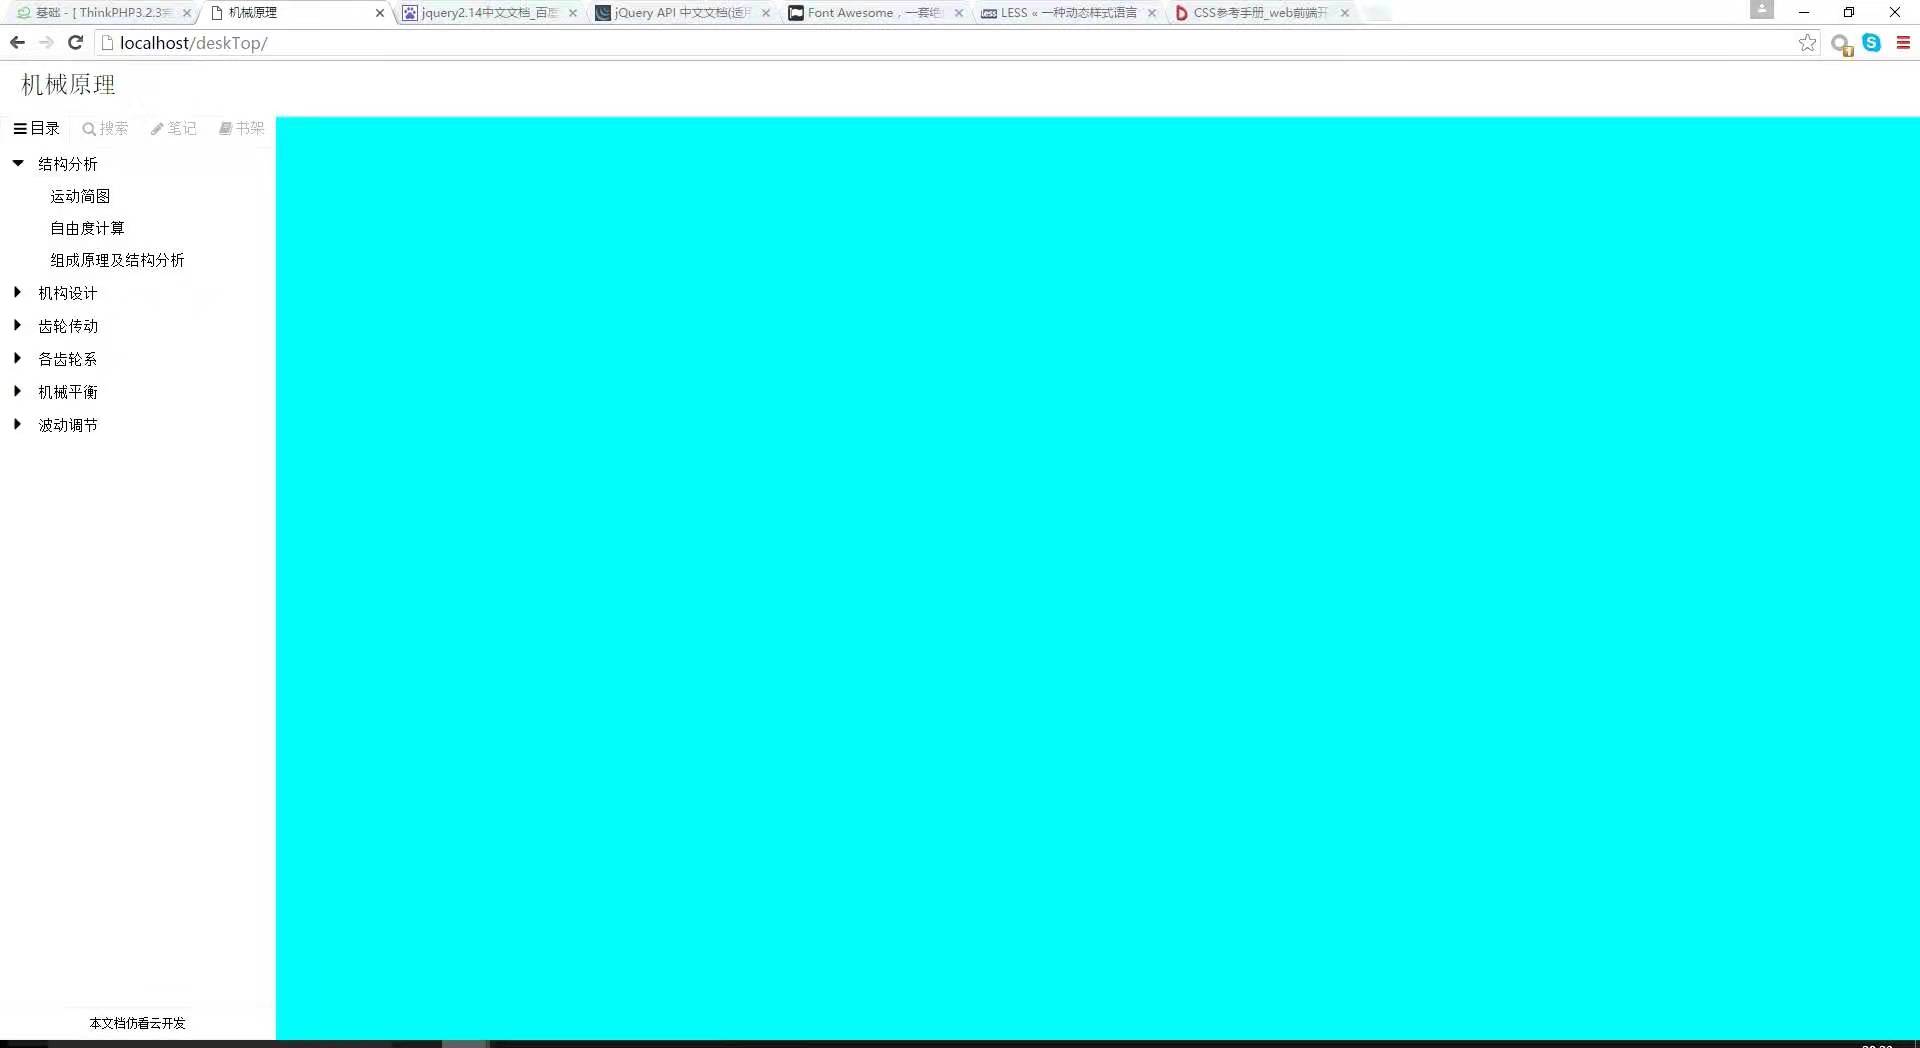 基础 - [ ThinkPHP3.2.3
机械原理
jquery2.14中文文档_百度
jQuery API 中文文档(适用
Font Awesome，一套绝
LESS « 一种动态样式语言
CSS参考手册_web前端开
localhost/deskTop/
机械原理
目录 搜索 笔记 书架
结构分析
运动简图
自由度计算
组成原理及结构分析
机构设计
齿轮传动
各齿轮系
机械平衡
波动调节
本文档仿看云开发